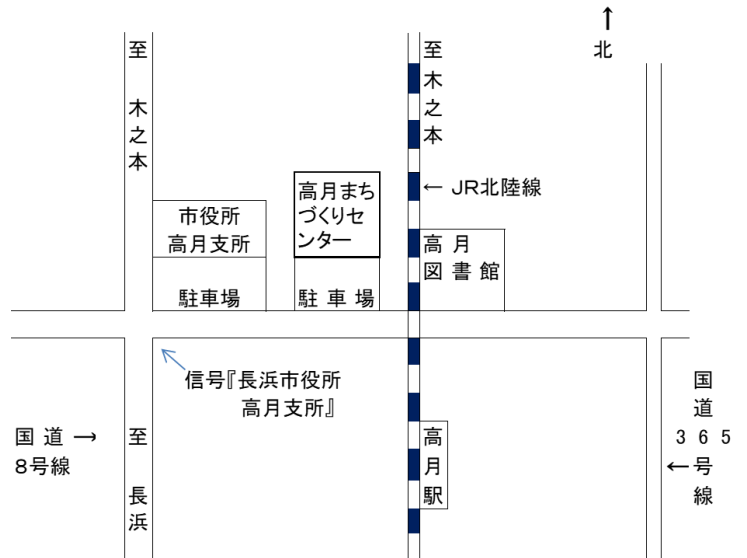 至 木之本
至 木之本
北
← JR北陸線
高月まち
づくりセ
ンター
市役所
高月支所
高月
図書館
駐車場
駐車場
信号『長浜市役所
高月支所』
国道→
8号線
至 長浜
高月駅
国道365号線
←